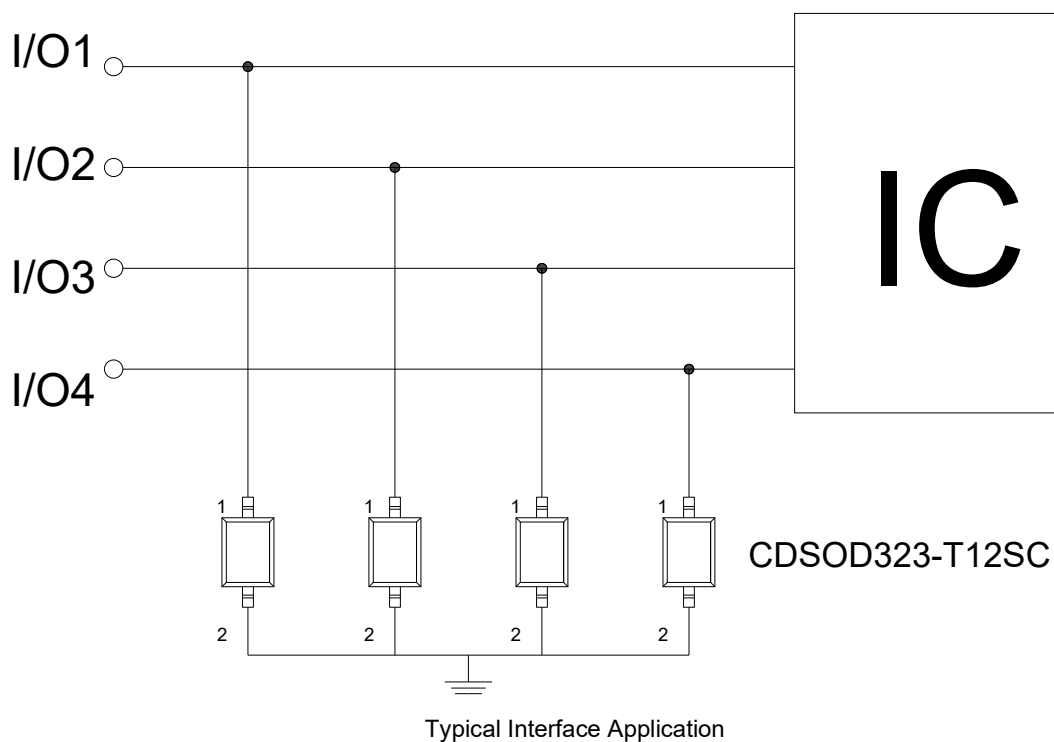 I/O1
I/O2
I/O3
I/O4
IC
1 1 1 1
CDSOD323-T12SC
2 2 2 2
Typical Interface Application